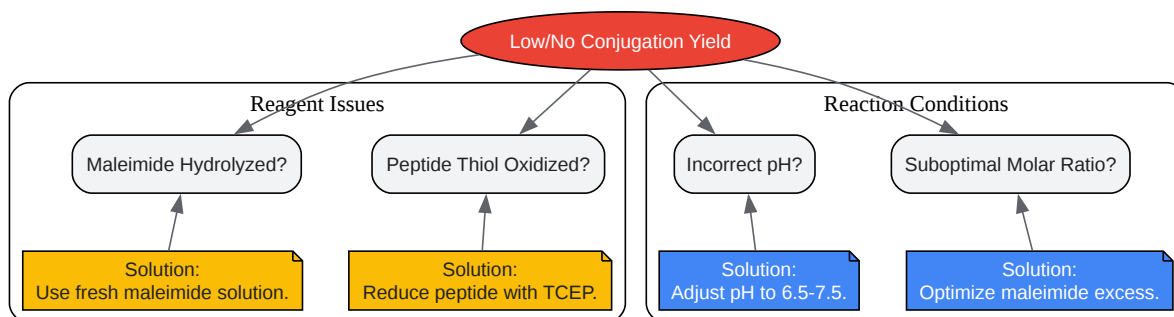 Low/No Conjugation Yield
Reagent Issues
Reaction Conditions
Maleimide Hydrolyzed?
Peptide Thiol Oxidized?
Incorrect pH?
Suboptimal Molar Ratio?
Solution:
Use fresh maleimide solution.
Solution:
Reduce peptide with TCEP.
Solution:
Adjust pH to 6.5-7.5.
Solution:
Optimize maleimide excess.